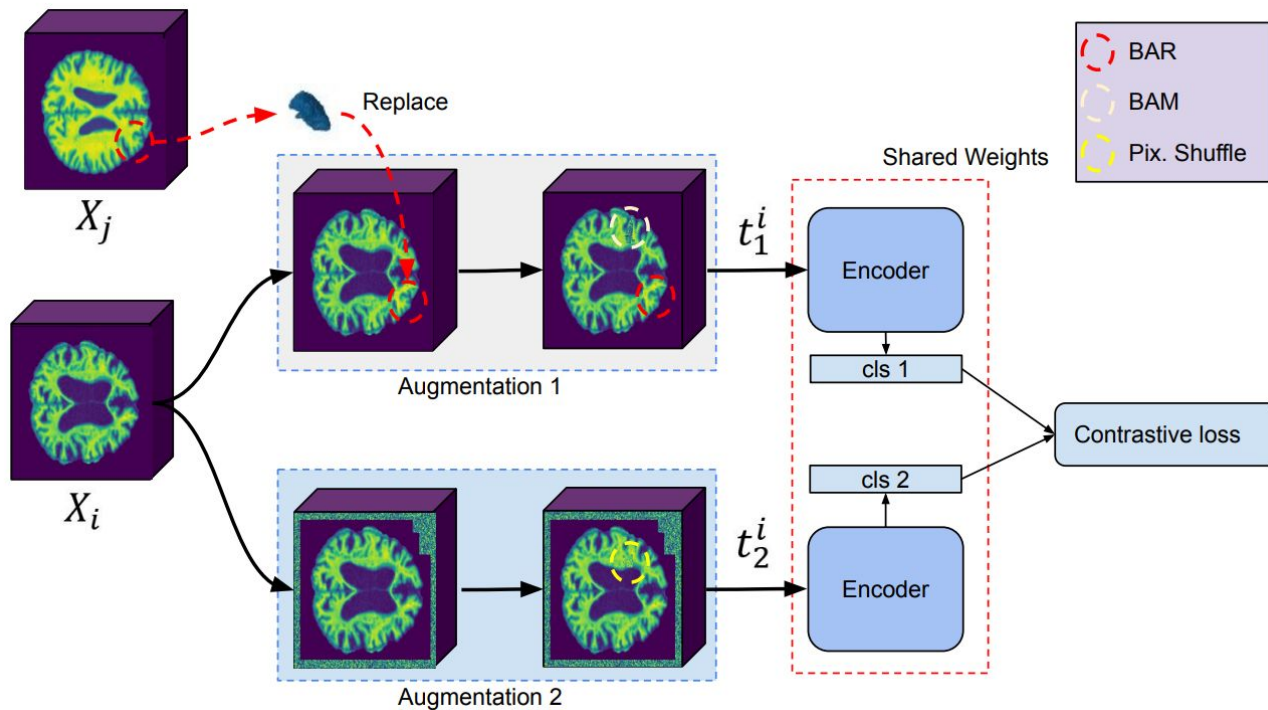 BAR
BAM
Pix. Shuffle
Replace
Shared Weights
X_j
t_1^i
Encoder
cls 1
Augmentation 1
X_i
Contrastive loss
cls 2
t_2^i
Encoder
Augmentation 2